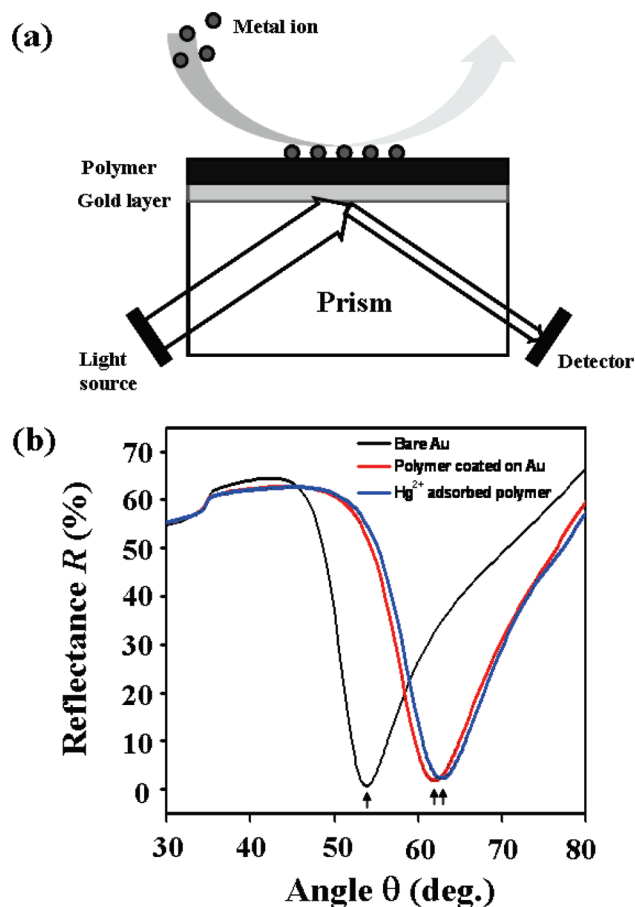 (a)
Metal ion
Polymer
Gold layer
Prism
Light
source
Detector
(b)
Bare Au
Polymer coated on Au
Hg²⁺ adsorbed polymer
Reflectance R (%)
70
60
50
40
30
20
10
0
30 40 50 60 70 80
Angle θ (deg.)